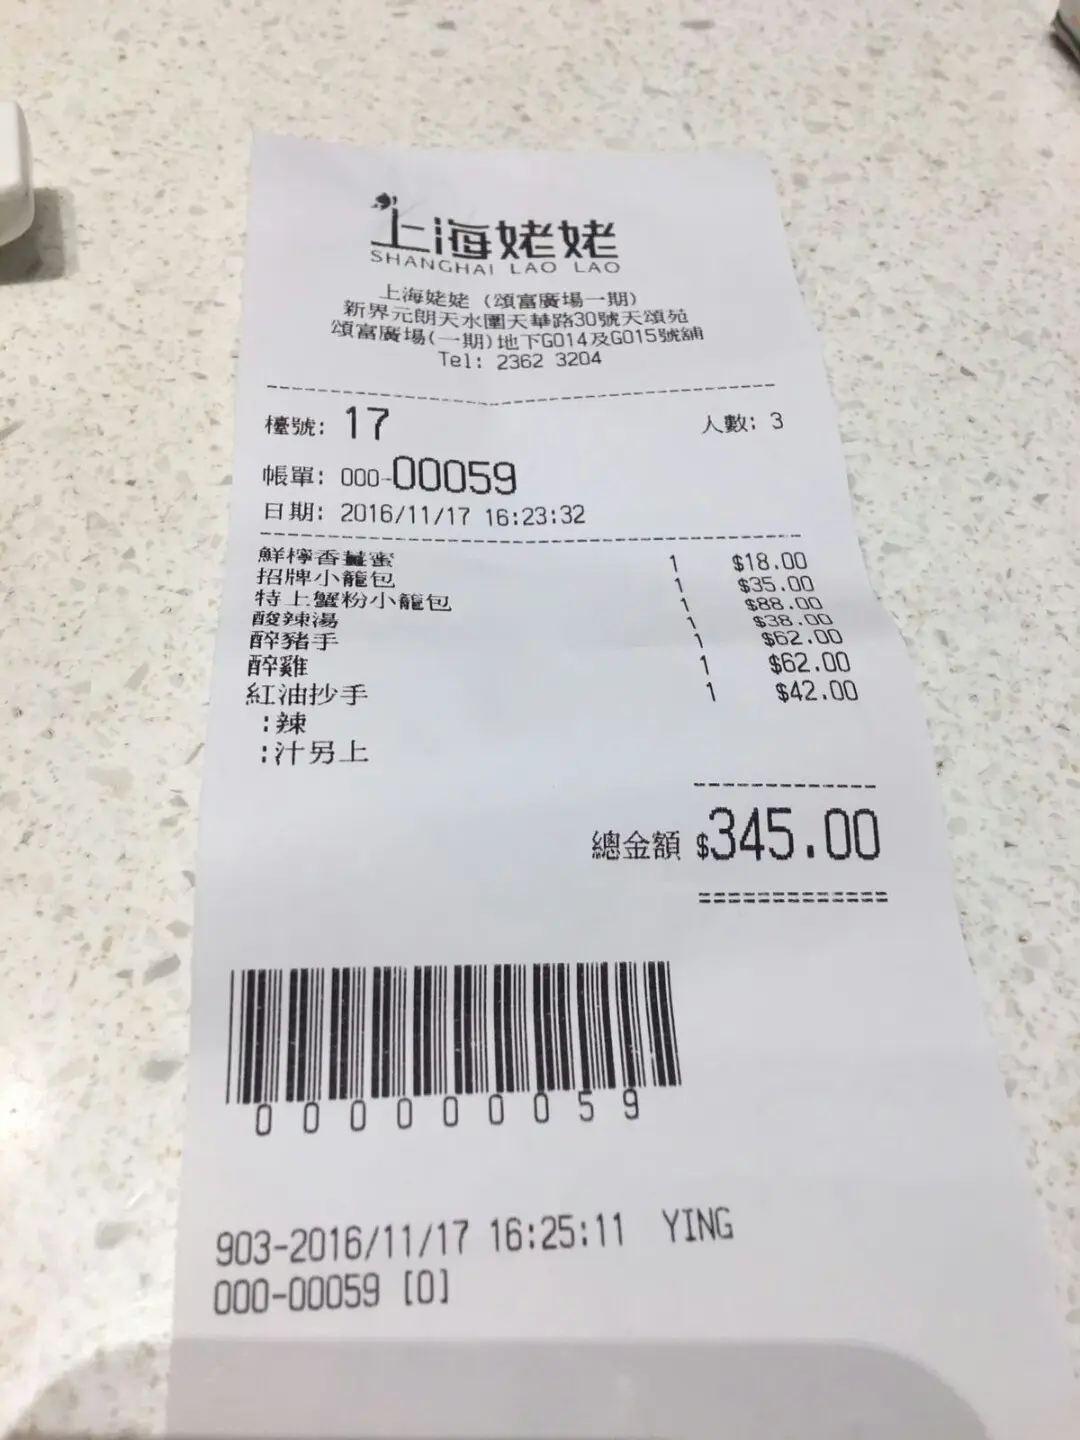 上海姥姥
SHANGHAI LAO LAO
上海姥姥 (頌富廣場一期)
新界元朗天水圍天華路30號天頌苑
頌富廣場(一期)地下G014及G015號舖
Tel: 2362 3204
檯號: 17 人數: 3
帳單: 000-00059
日期: 2016/11/17 16:23:32
鮮檸香薑蜜 1 $18.00
招牌小籠包 1 $35.00
特上蟹粉小籠包 1 $88.00
酸辣湯 1 $38.00
醉豬手 1 $62.00
醉雞 1 $62.00
紅油抄手 1 $42.00
:辣
:汁另上
總金額 $345.00
000000059
903-2016/11/17 16:25:11 YING
000-00059 [0]